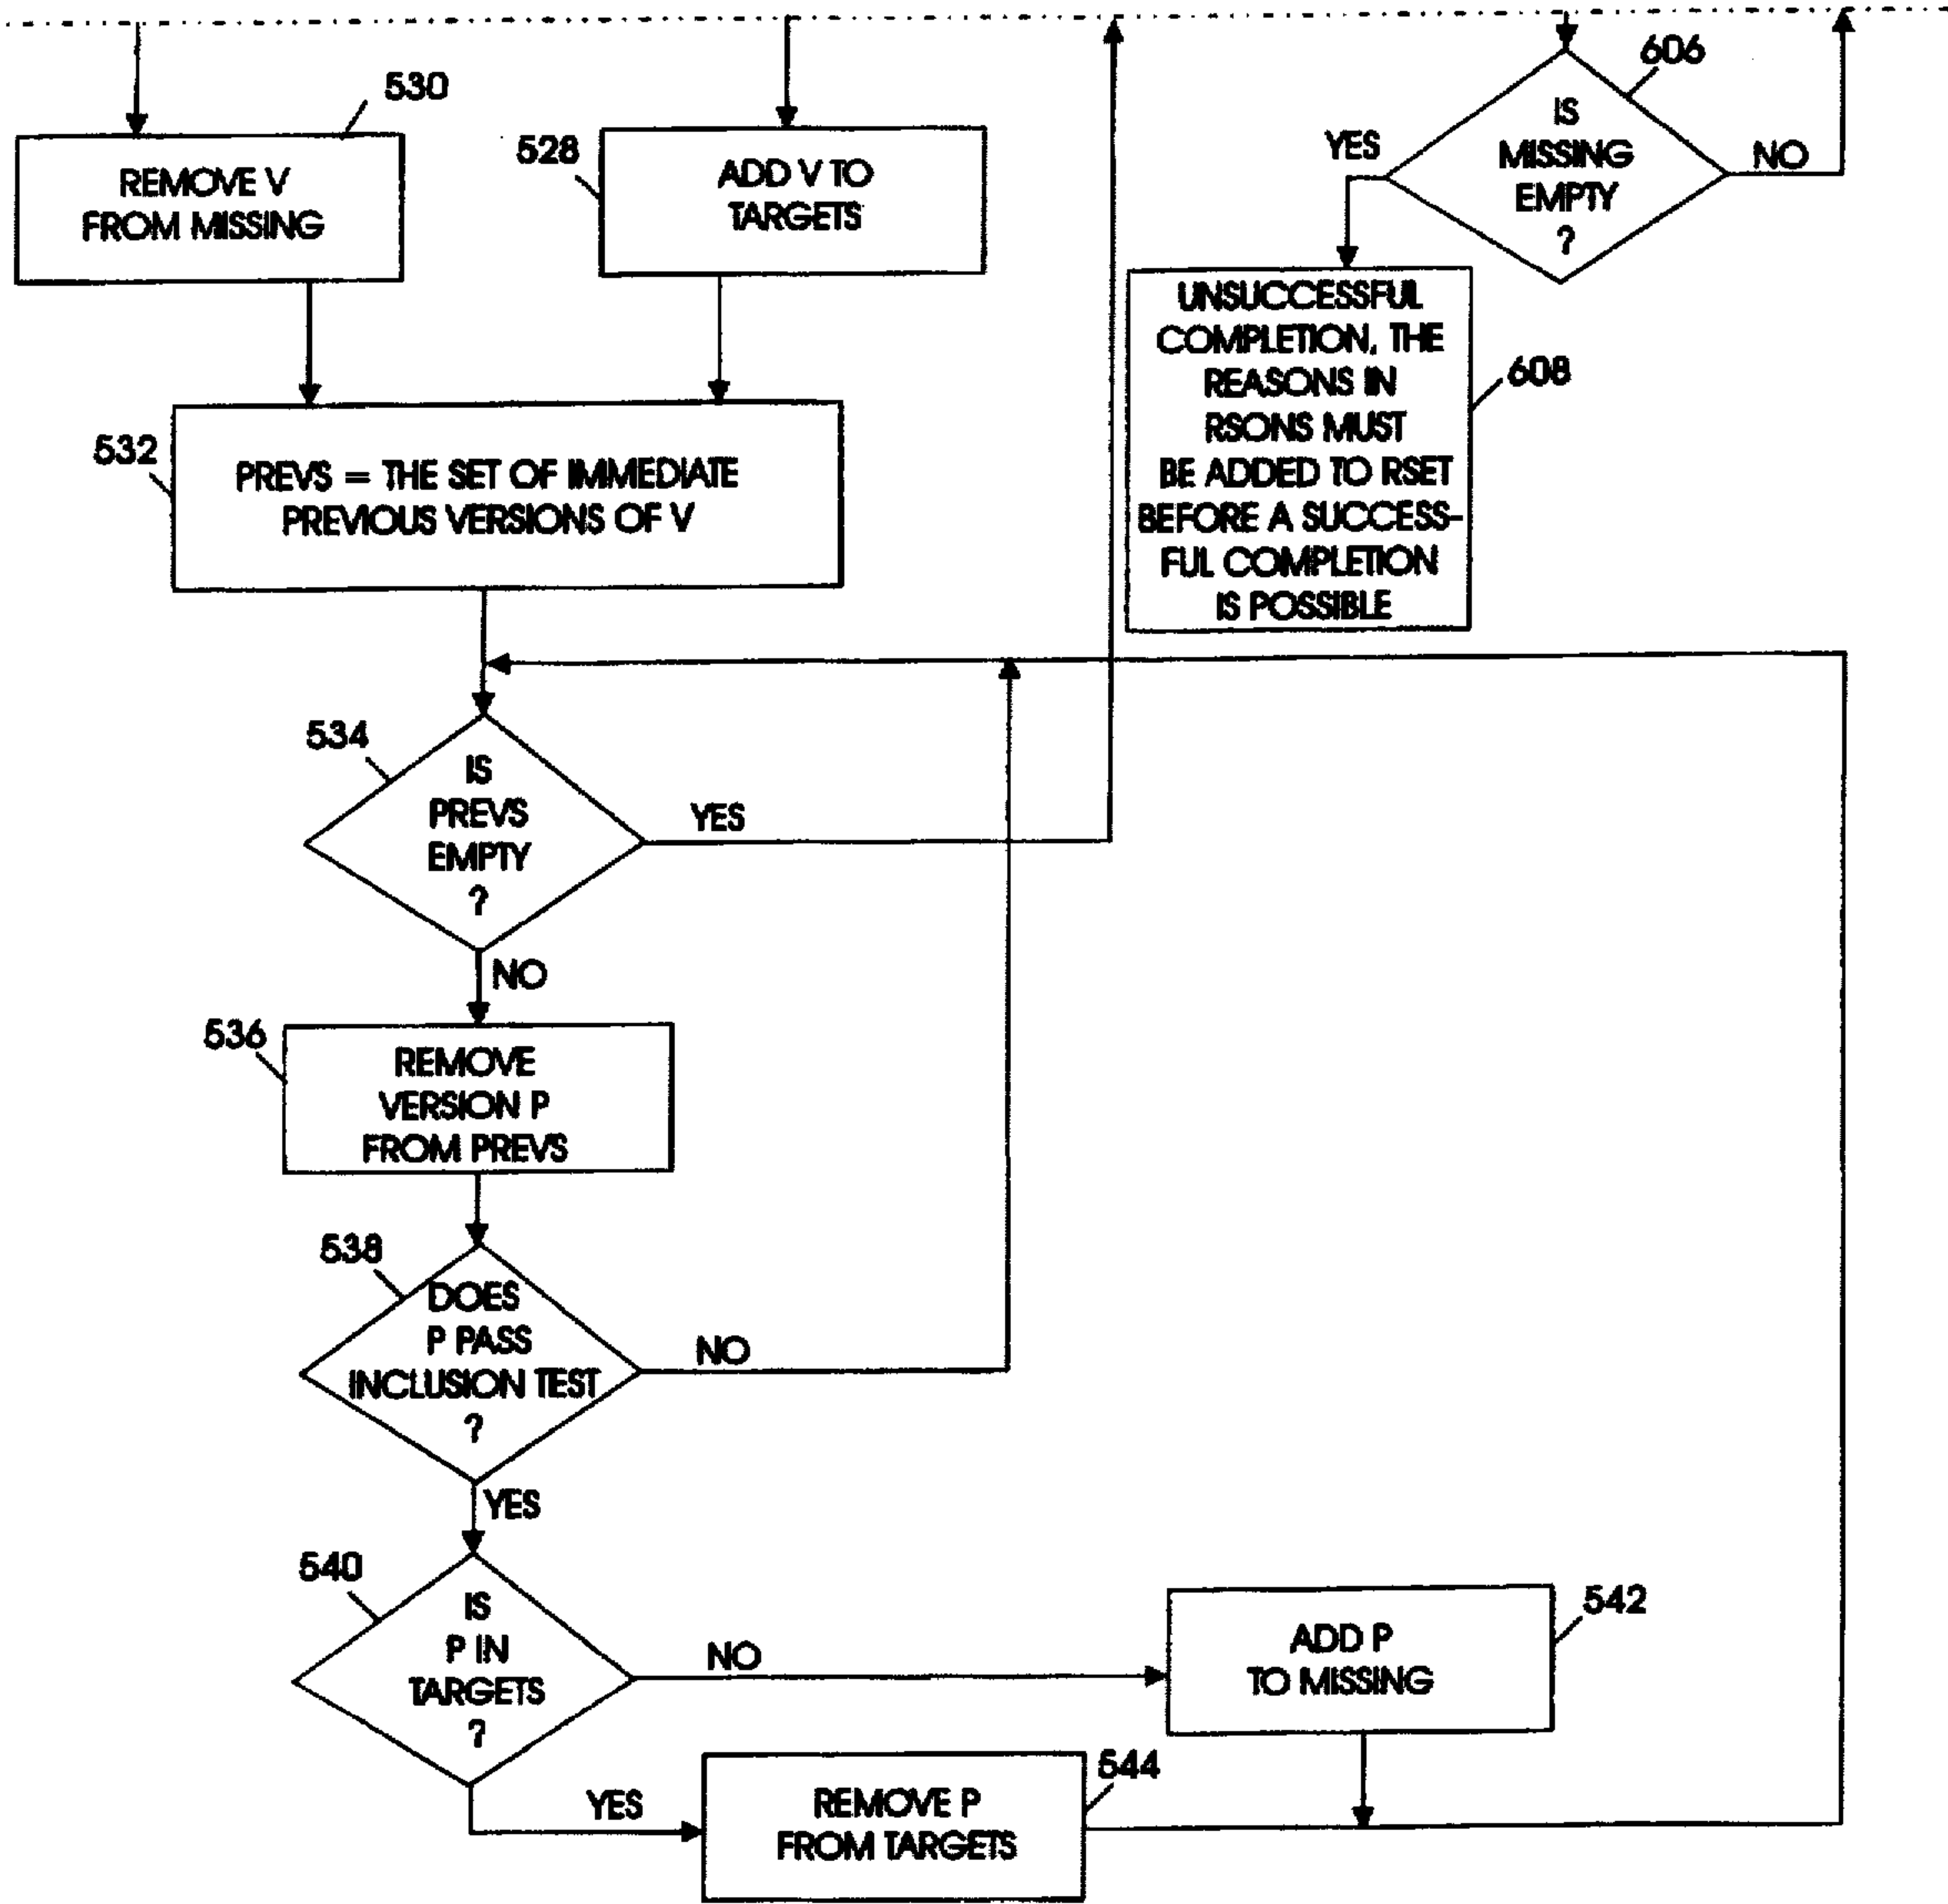 530
REMOVE V
FROM MISSING
528
ADD V TO
TARGETS
606
IS
MISSING
EMPTY
?
YES
NO
UNSUCCESSFUL
COMPLETION, THE
REASONS IN
RSONS MUST
BE ADDED TO RSET
BEFORE A SUCCESS-
FUL COMPLETION
IS POSSIBLE
608
532
PREVS = THE SET OF IMMEDIATE
PREVIOUS VERSIONS OF V
534
IS
PREVS
EMPTY
?
YES
NO
536
REMOVE
VERSION P
FROM PREVS
538
DOES
P PASS
INCLUSION TEST
?
NO
YES
540
IS
P IN
TARGETS
?
NO
542
ADD P
TO MISSING
YES
544
REMOVE P
FROM TARGETS